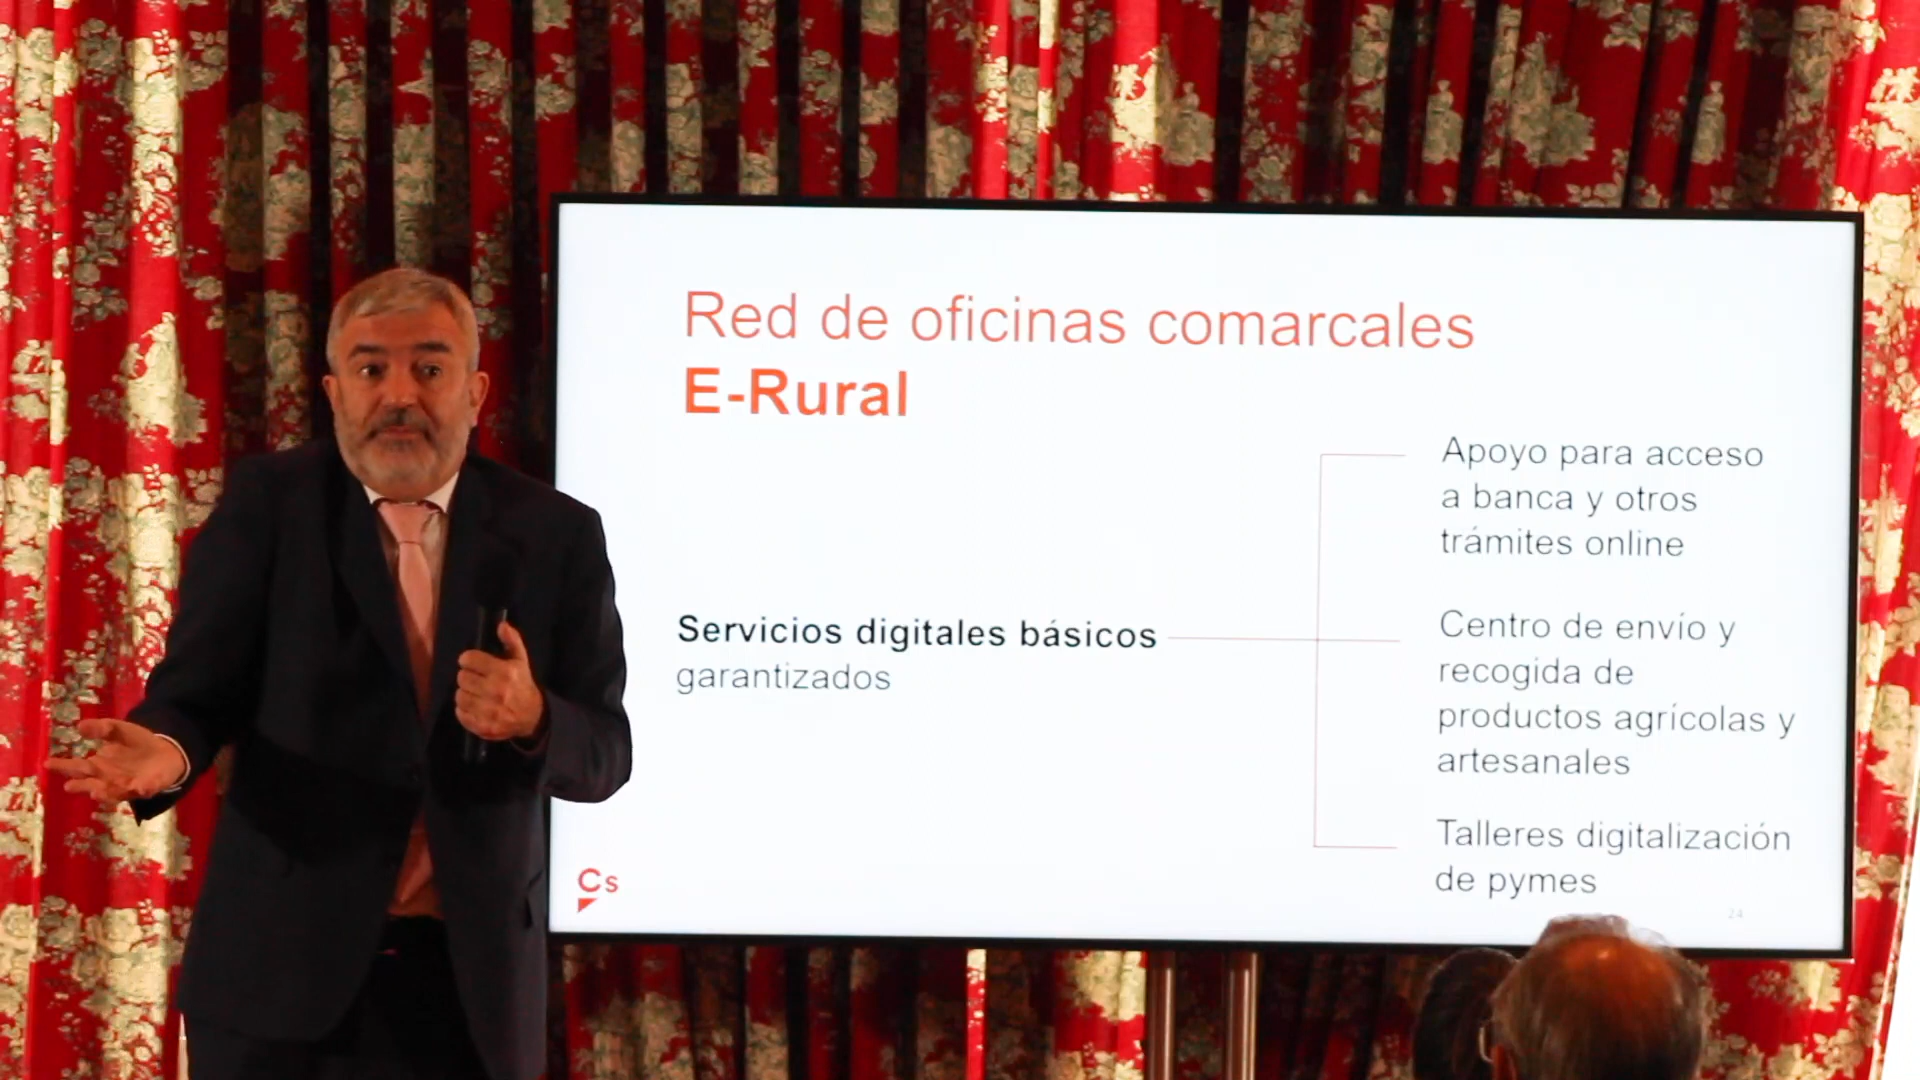 Red de oficinas comarcales
E-Rural
Servicios digitales básicos
garantizados
Apoyo para acceso
a banca y otros
trámites online
Centro de envío y
recogida de
productos agrícolas y
artesanales
Talleres digitalización
de pymes
Cs
24